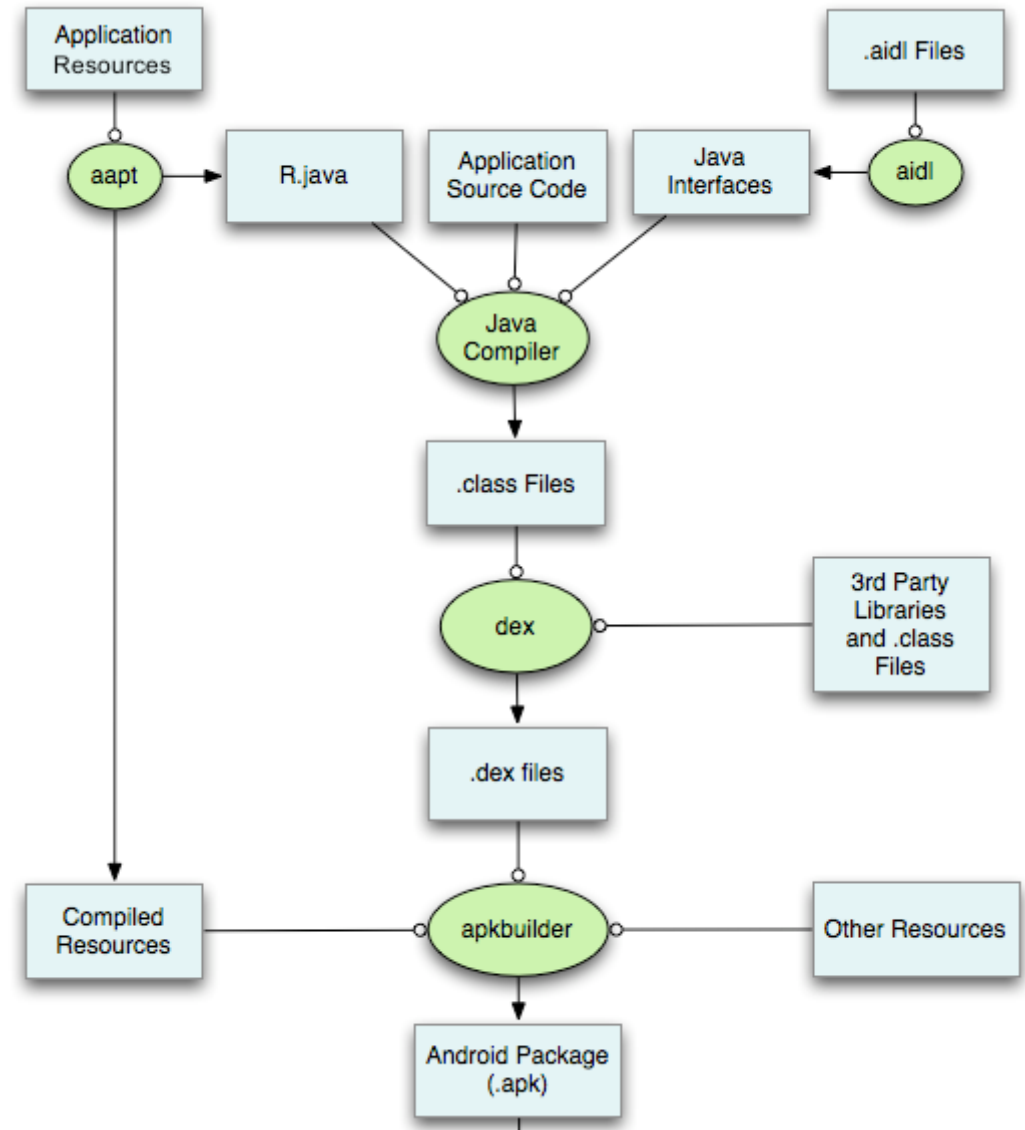 Application
Resources
.aidl Files
aapt
R.java
Application
Source Code
Java
Interfaces
aidl
Java
Compiler
.class Files
dex
3rd Party
Libraries
and .class
Files
.dex files
Compiled
Resources
apkbuilder
Other Resources
Android Package
(.apk)